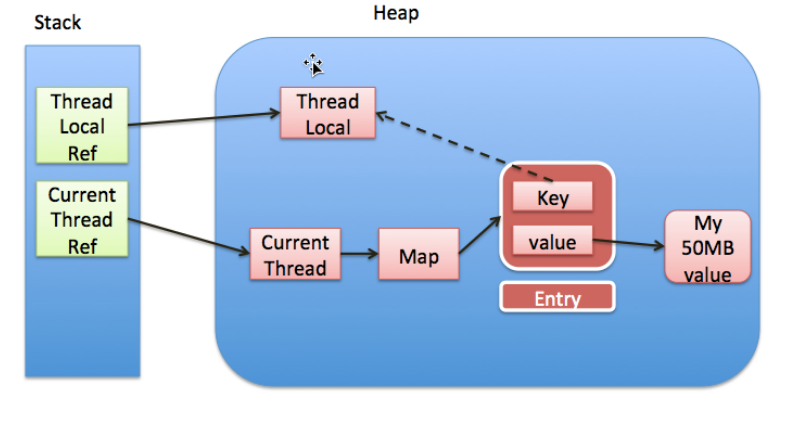 Stack
Heap
Thread
Local
Ref
Thread
Local
Current
Thread
Ref
Current
Thread
Map
Key
value
My
50MB
value
Entry